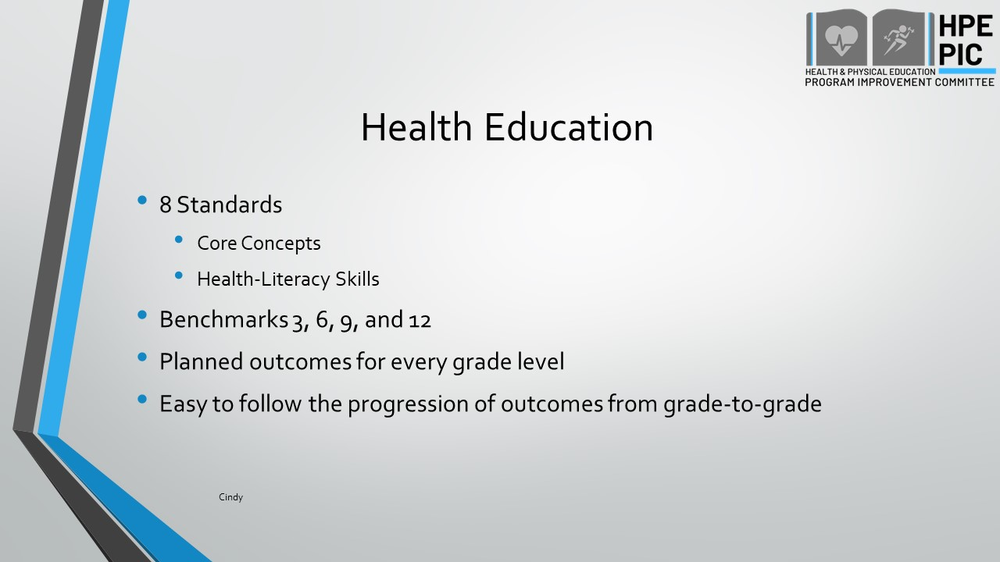 HPE
PIC
HEALTH & PHYSICAL EDUCATION
PROGRAM IMPROVEMENT COMMITTEE
Health Education
• 8 Standards
• Core Concepts
• Health-Literacy Skills
• Benchmarks 3, 6, 9, and 12
• Planned outcomes for every grade level
• Easy to follow the progression of outcomes from grade-to-grade
Cindy